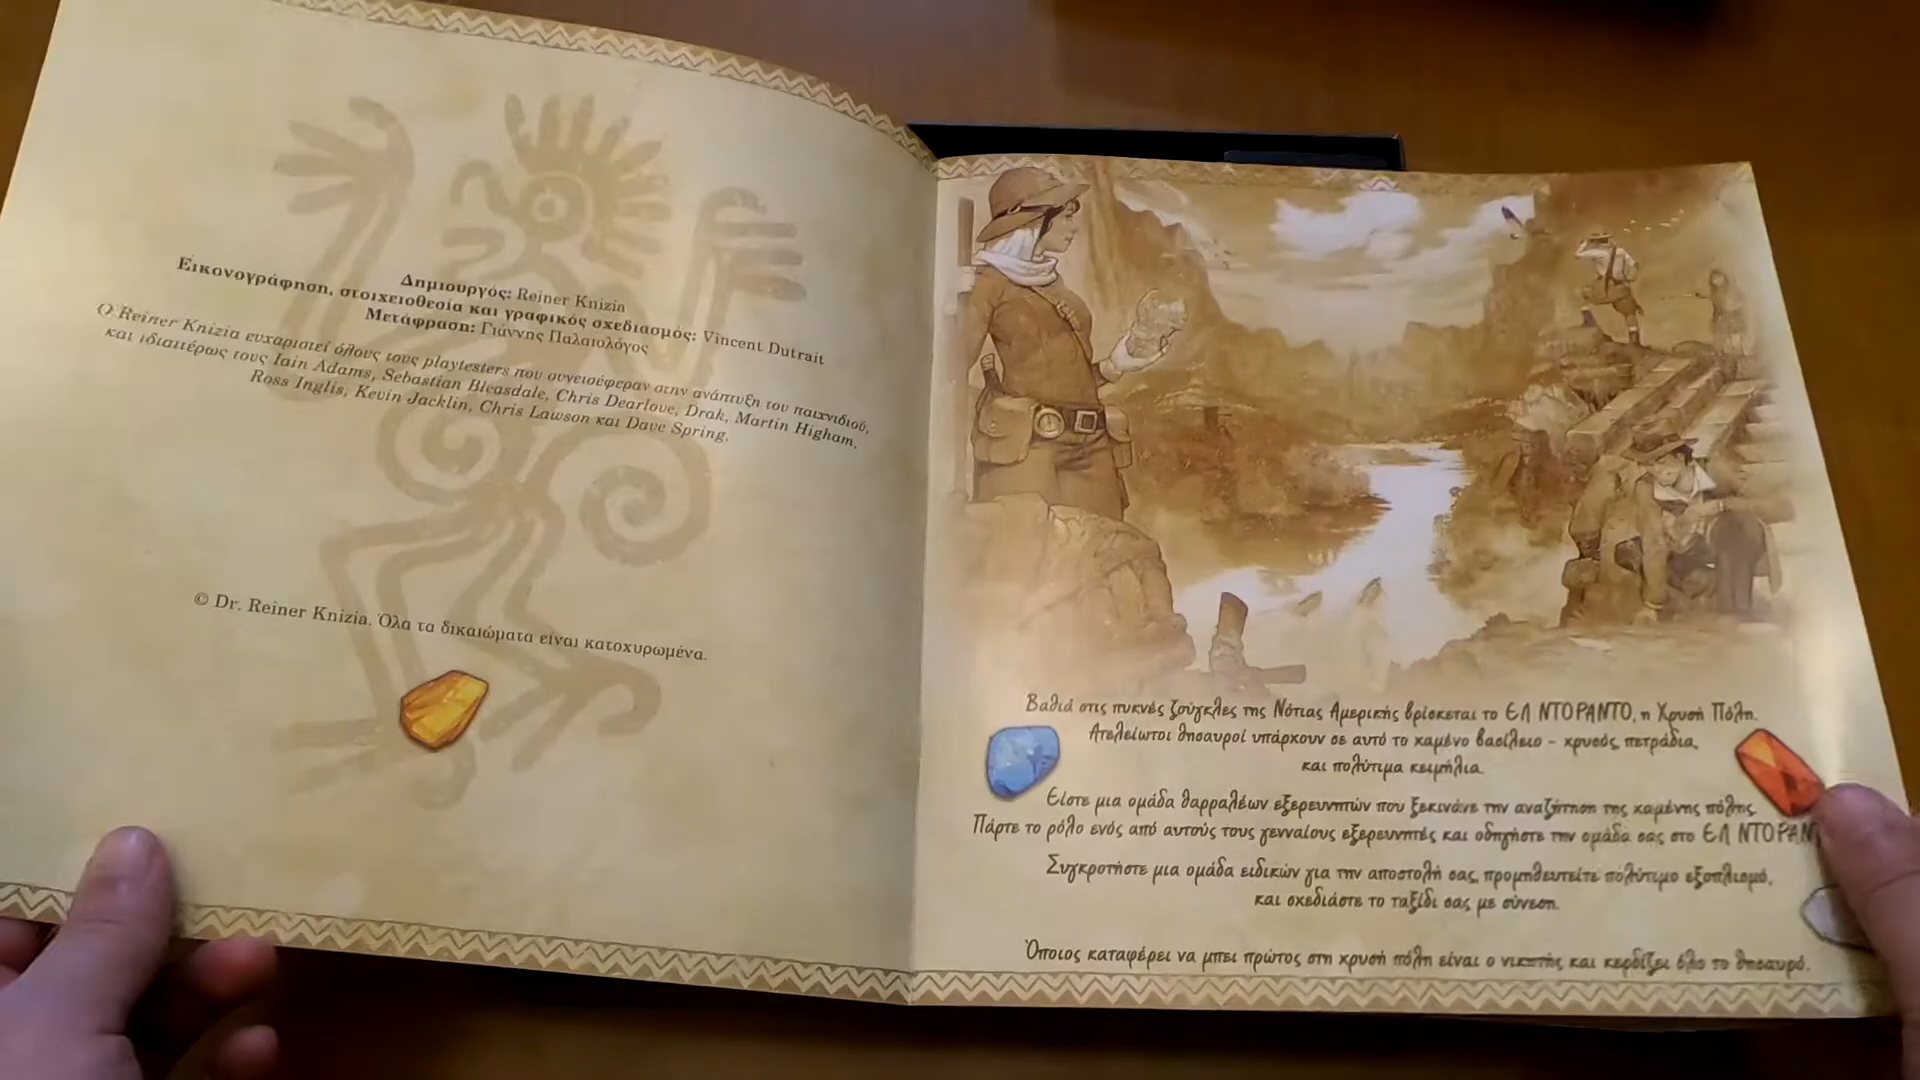 Δημιουργός: Reiner Knizia
Εικονογράφηση, στοιχειοθεσία και γραφικός σχεδιασμός: Vincent Dutrait
Μετάφραση: Γιάννης Παλαιολόγος
Ο Reiner Knizia ευχαριστεί όλους τους playtesters που συνεισέφεραν στην ανάπτυξη του παιχνιδιού,
και ιδιαιτέρως τους Iain Adams, Sebastian Bleasdale, Chris Dearlove, Drak, Martin Higham,
Ross Inglis, Kevin Jacklin, Chris Lawson και Dave Spring.
© Dr. Reiner Knizia. Όλα τα δικαιώματα είναι κατοχυρωμένα.
Βαθιά στις πυκνές ζούγκλες της Νότιας Αμερικής βρίσκεται το ΕΛ ΝΤΟΡΑΝΤΟ, η Χρυσή Πόλη.
Ατελείωτοι θησαυροί υπάρχουν σε αυτό το χαμένο βασίλειο – χρυσός, πετράδια,
και πολύτιμα κειμήλια.
Είστε μια ομάδα θαρραλέων εξερευνητών που ξεκινάνε την αναζήτηση της χαμένης πόλης.
Πάρτε το ρόλο ενός από αυτούς τους γενναίους εξερευνητές και οδηγήστε την ομάδα σας στο ΕΛ ΝΤΟΡΑΝ
Συγκροτήστε μια ομάδα ειδικών για την αποστολή σας, προμηθευτείτε πολύτιμο εξοπλισμό,
και σχεδιάστε το ταξίδι σας με σύνεση.
Όποιος καταφέρει να μπει πρώτος στη χρυσή πόλη είναι ο νικητής και κερδίζει όλο το θησαυρό.